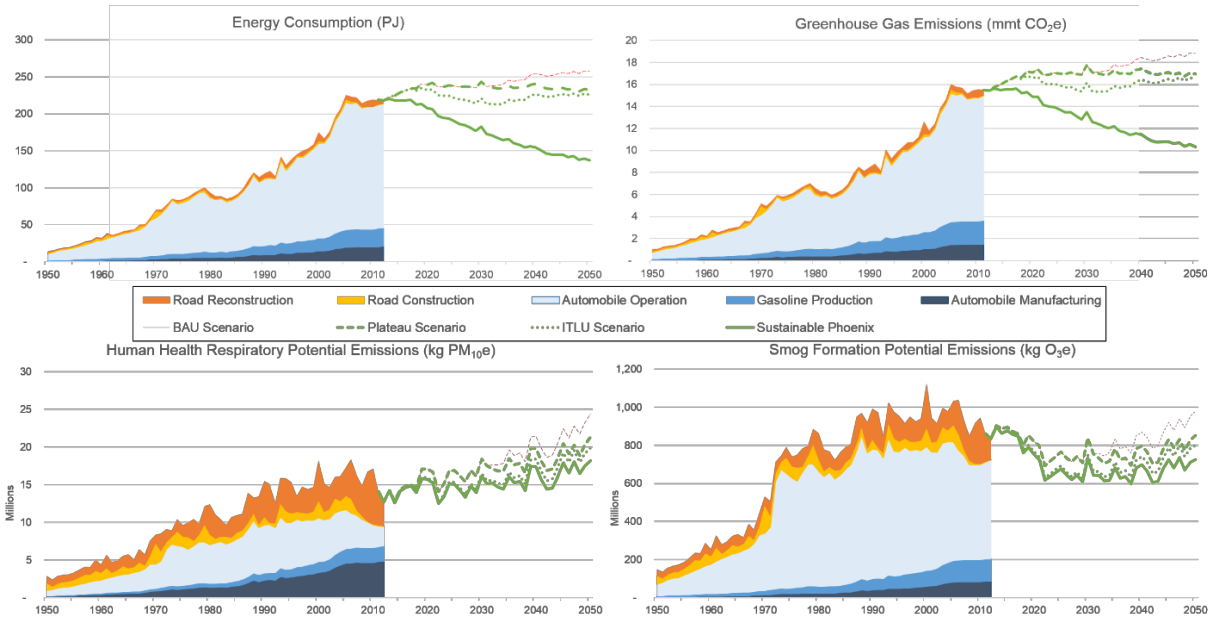 Energy Consumption (PJ)
300
250
200
150
100
50
-
1950 1960 1970 1980 1990 2000 2010 2020 2030 2040 2050
Greenhouse Gas Emissions (mmt CO₂e)
20
18
16
14
12
10
8
6
4
2
-
1950 1960 1970 1980 1990 2000 2010 2020 2030 2040 2050
Road Reconstruction Road Construction Automobile Operation Gasoline Production Automobile Manufacturing
BAU Scenario Plateau Scenario ITLU Scenario Sustainable Phoenix
Human Health Respiratory Potential Emissions (kg PM₁₀e)
30
25
20
15
10
5
-
Millions
1950 1960 1970 1980 1990 2000 2010 2020 2030 2040 2050
Smog Formation Potential Emissions (kg O₃e)
1,200
1,000
800
600
400
200
-
Millions
1950 1960 1970 1980 1990 2000 2010 2020 2030 2040 2050